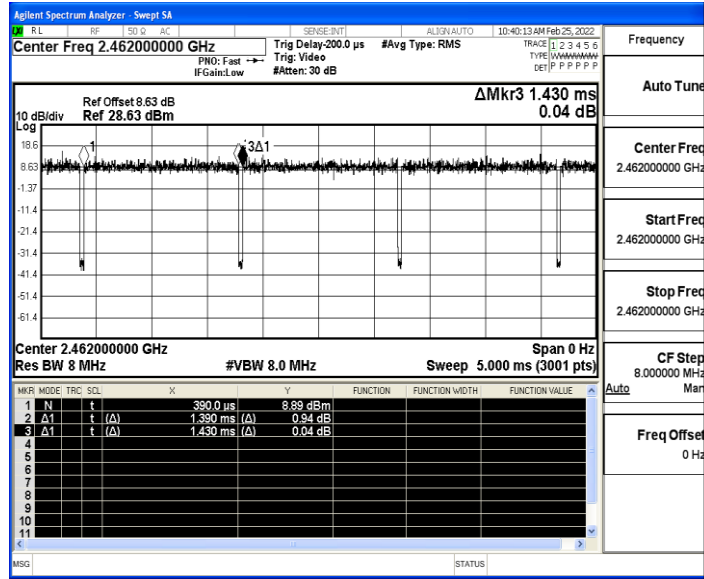 Agilent Spectrum Analyzer - Swept SA
RL RF 50 Ω AC SENSE:INT ALIGN AUTO 10:40:13 AM Feb 25, 2022
Center Freq 2.462000000 GHz
PNO: Fast
IFGain:Low
Trig Delay-200.0 µs
Trig: Video
#Atten: 30 dB
#Avg Type: RMS
TRACE 1 2 3 4 5 6
TYPE
DET P P P P P P
Ref Offset 8.63 dB
10 dB/div Ref 28.63 dBm
Log
ΔMkr3 1.430 ms
0.04 dB
18.6
8.63
-1.37
-11.4
-21.4
-31.4
-41.4
-51.4
-61.4
1
3Δ1
Center 2.462000000 GHz Span 0 Hz
Res BW 8 MHz #VBW 8.0 MHz Sweep 5.000 ms (3001 pts)
MKR MODE TRC SCL X Y FUNCTION FUNCTION WIDTH FUNCTION VALUE
1 N t 390.0 µs 8.89 dBm
2 Δ1 t (Δ) 1.390 ms (Δ) 0.94 dB
3 Δ1 t (Δ) 1.430 ms (Δ) 0.04 dB
4
5
6
7
8
9
10
11
MSG STATUS
Frequency
Auto Tune
Center Freq
2.462000000 GHz
Start Freq
2.462000000 GHz
Stop Freq
2.462000000 GHz
CF Step
8.000000 MHz
Auto Man
Freq Offset
0 Hz